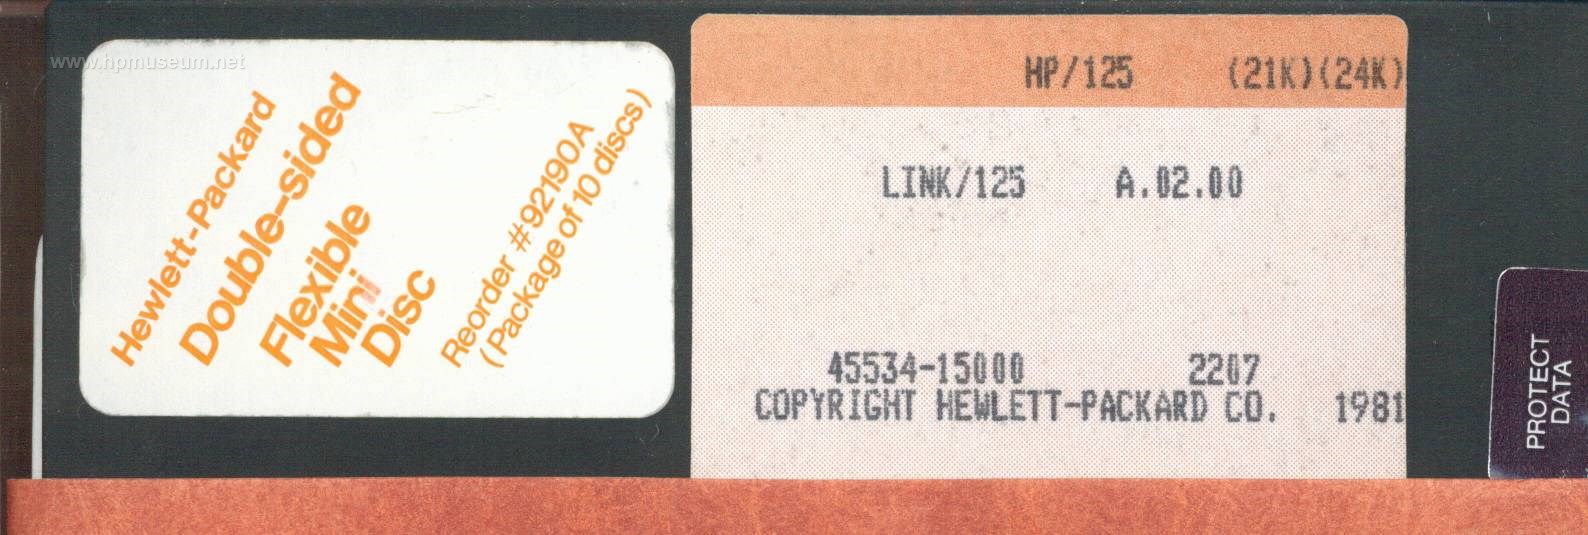 www.hpmuseum.net
Hewlett-Packard
Double-sided
Flexible
Mini
Disc
Reorder #92190A
(Package of 10 discs)
HP/125 (21K)(24K)
LINK/125 A.02.00
45534-15000 2207
COPYRIGHT HEWLETT-PACKARD CO. 1981
PROTECT
DATA